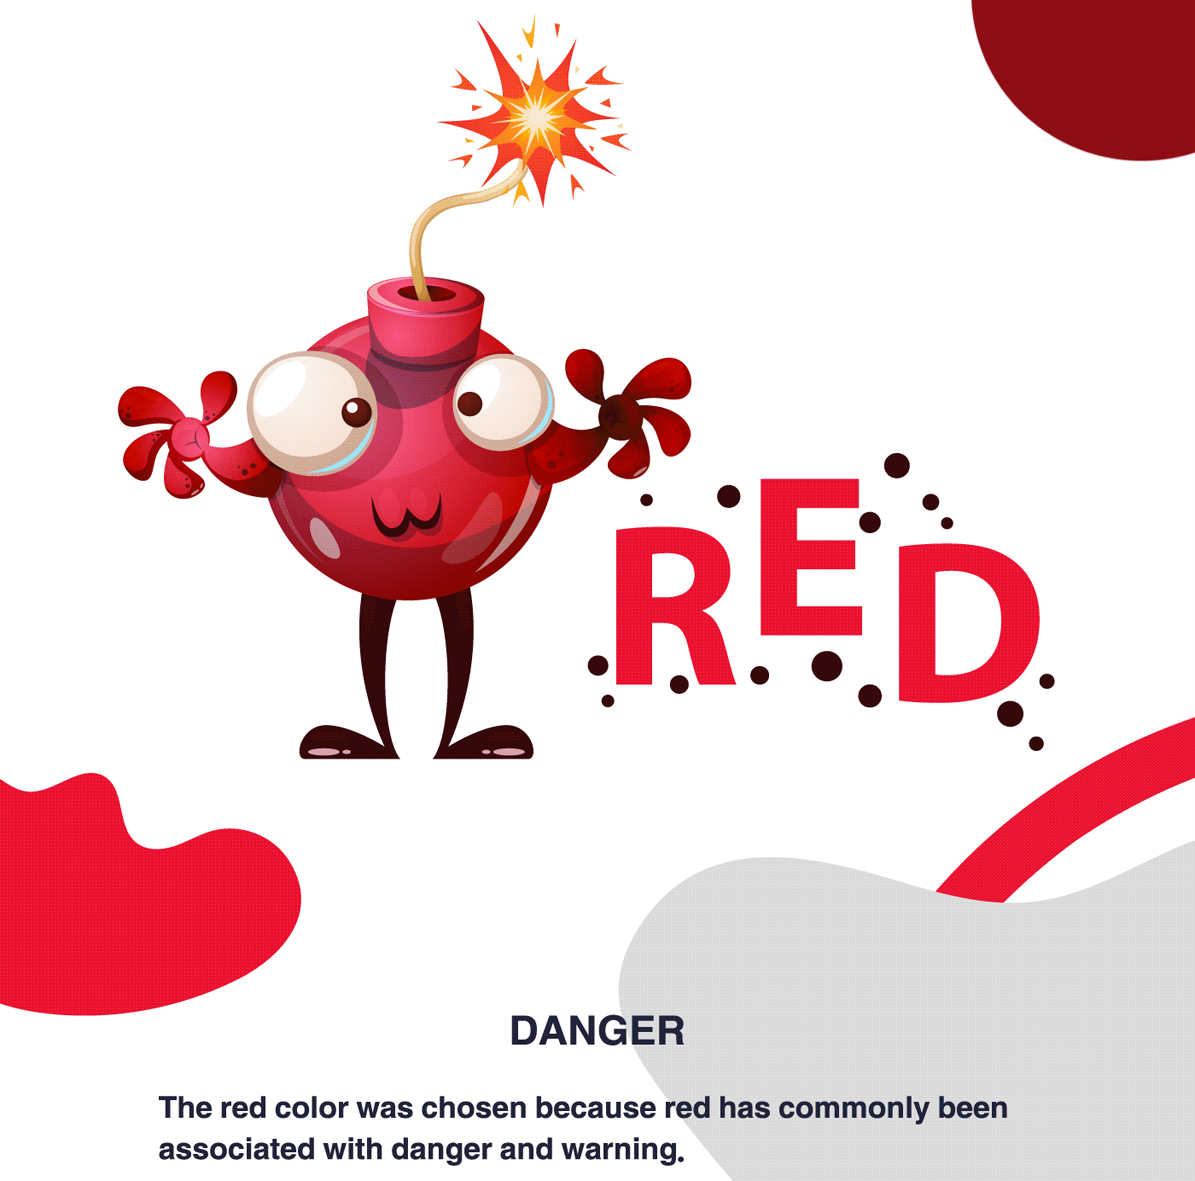 RED
DANGER
The red color was chosen because red has commonly been
associated with danger and warning.